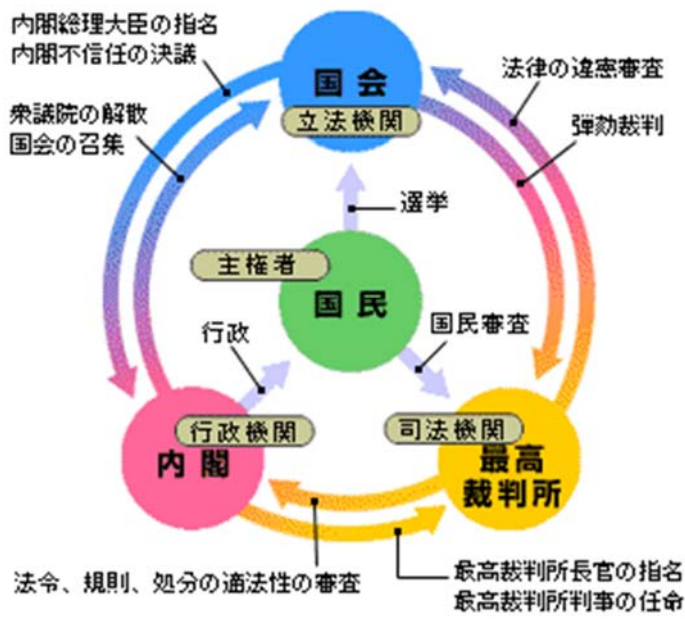 内閣総理大臣の指名
内閣不信任の決議
国会
立法機関
法律の違憲審査
衆議院の解散
国会の召集
弾劾裁判
選挙
主権者
国民
行政
国民審査
行政機関
内閣
司法機関
最高
裁判所
法令、規則、処分の適法性の審査
最高裁判所長官の指名
最高裁判所判事の任命